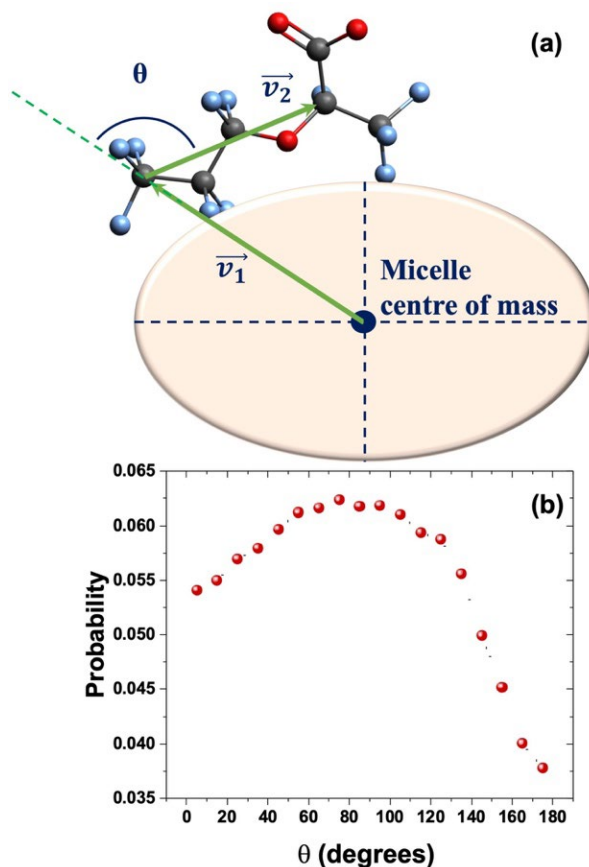 (a)
θ
v₂
v₁
Micelle
centre of mass
(b)
0.065
0.060
0.055
0.050
0.045
0.040
0.035
Probability
0 20 40 60 80 100 120 140 160 180
θ (degrees)